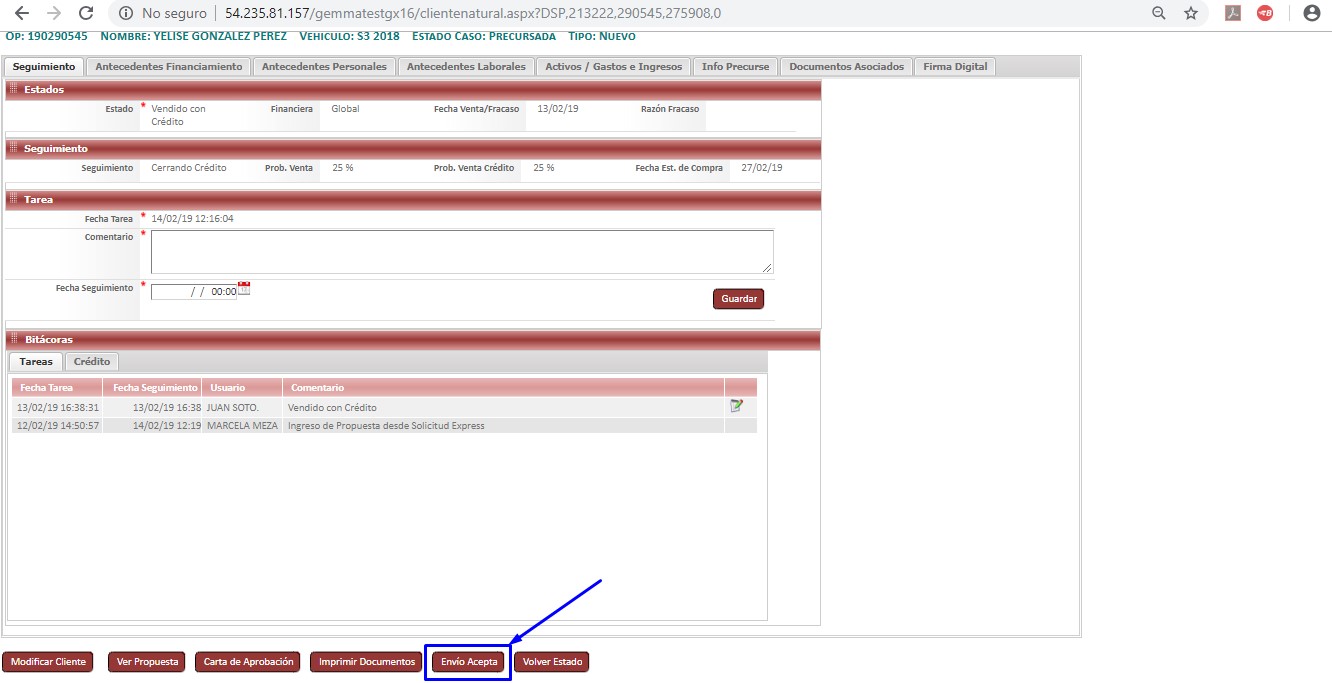 No seguro | 54.235.81.157/gemmatestgx16/clientenatural.aspx?DSP,213222,290545,275908,0
OP: 190290545 NOMBRE: YELISE GONZALEZ PEREZ VEHICULO: S3 2018 ESTADO CASO: PRECURSADA TIPO: NUEVO
Seguimiento Antecedentes Financiamiento Antecedentes Personales Antecedentes Laborales Activos / Gastos e Ingresos Info Precurse Documentos Asociados Firma Digital
Estados
Estado * Vendido con Crédito Financiera Global Fecha Venta/Fracaso 13/02/19 Razón Fracaso
Seguimiento
Seguimiento Cerrando Crédito Prob. Venta 25 % Prob. Venta Crédito 25 % Fecha Est. de Compra 27/02/19
Tarea
Fecha Tarea * 14/02/19 12:16:04
Comentario *
Fecha Seguimiento * / / 00:00
Guardar
Bitácoras
Tareas Crédito
Fecha Tarea Fecha Seguimiento Usuario Comentario
13/02/19 16:38:31 13/02/19 16:38 JUAN SOTO. Vendido con Crédito
12/02/19 14:50:57 14/02/19 12:19 MARCELA MEZA Ingreso de Propuesta desde Solicitud Express
Modificar Cliente Ver Propuesta Carta de Aprobación Imprimir Documentos Envío Acepta Volver Estado